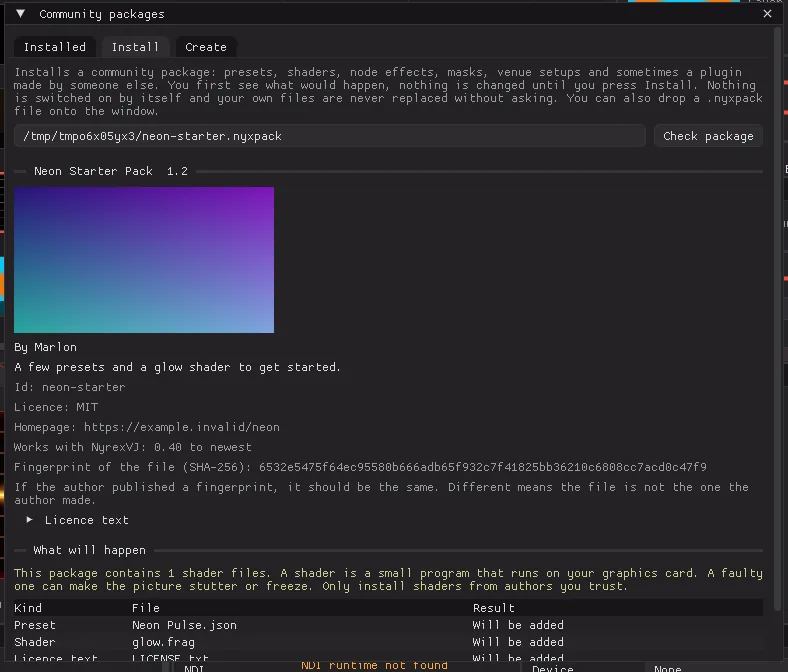 Community packages
Installed Install Create
Installs a community package: presets, shaders, node effects, masks, venue setups and sometimes a plugin
made by someone else. You first see what would happen, nothing is changed until you press Install. Nothing
is switched on by itself and your own files are never replaced without asking. You can also drop a .nyxpack
file onto the window.
/tmp/tmpo6x05yx3/neon-starter.nyxpack Check package
Neon Starter Pack 1.2
By Marlon
A few presets and a glow shader to get started.
Id: neon-starter
Licence: MIT
Homepage: https://example.invalid/neon
Works with NyrexVJ: 0.40 to newest
Fingerprint of the file (SHA-256): 6532e5475f64ec95580b666adb65f932c7f41825bb36210c6808cc7acd0c47f9
If the author published a fingerprint, it should be the same. Different means the file is not the one the
author made.
Licence text
What will happen
This package contains 1 shader files. A shader is a small program that runs on your graphics card. A faulty
one can make the picture stutter or freeze. Only install shaders from authors you trust.
Kind File Result
Preset Neon Pulse.json Will be added
Shader glow.frag Will be added
Licence text LICENSE.txt Will be added
NDI NDI runtime not found Device None